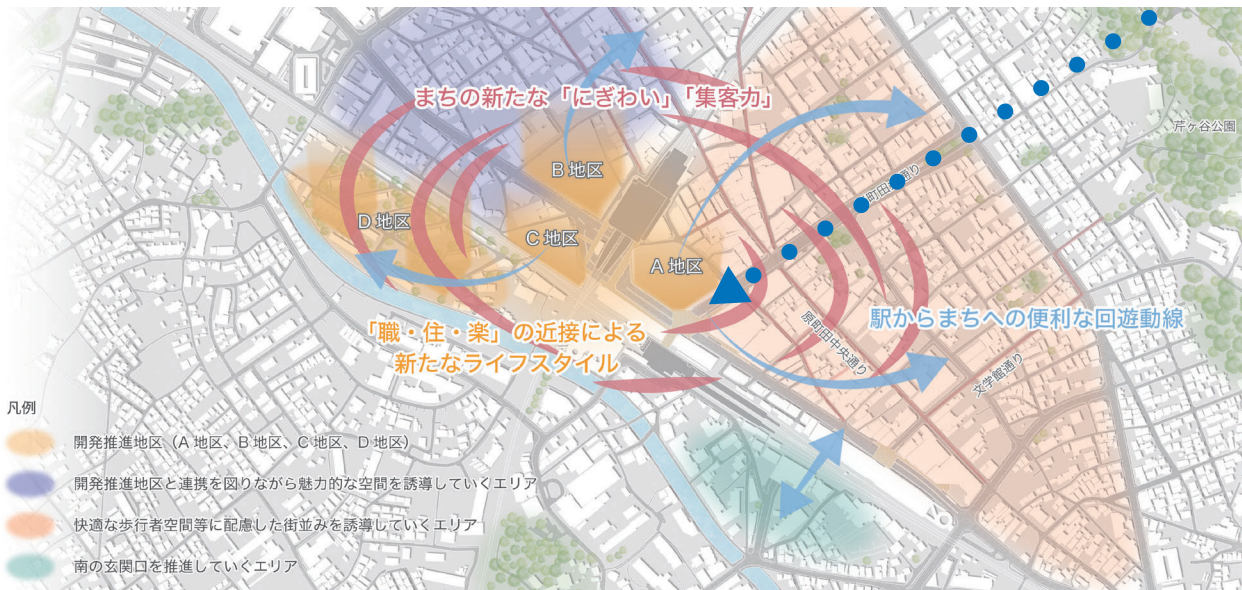 まちの新たな「にぎわい」「集客力」
芹ヶ谷公園
B 地区
町田
通り
D 地区
C 地区
A 地区
「職・住・楽」の近接による
新たなライフスタイル
駅からまちへの便利な回遊動線
原町田中央通り
文学館通り
凡例
開発推進地区（A 地区、B 地区、C 地区、D 地区）
開発推進地区と連携を図りながら魅力的な空間を誘導していくエリア
快適な歩行者空間等に配慮した街並みを誘導していくエリア
南の玄関口を推進していくエリア